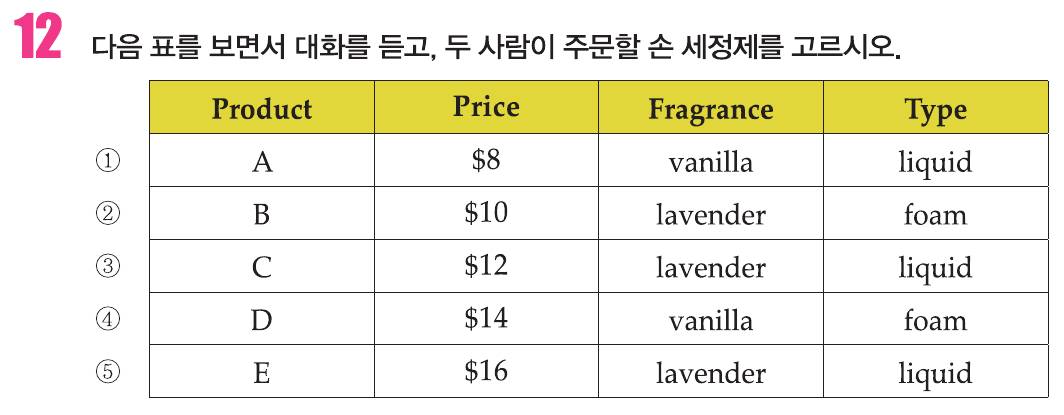 12 다음 표를 보면서 대화를 듣고, 두 사람이 주문할 손 세정제를 고르시오.
Product Price Fragrance Type
① A $8 vanilla liquid
② B $10 lavender foam
③ C $12 lavender liquid
④ D $14 vanilla foam
⑤ E $16 lavender liquid